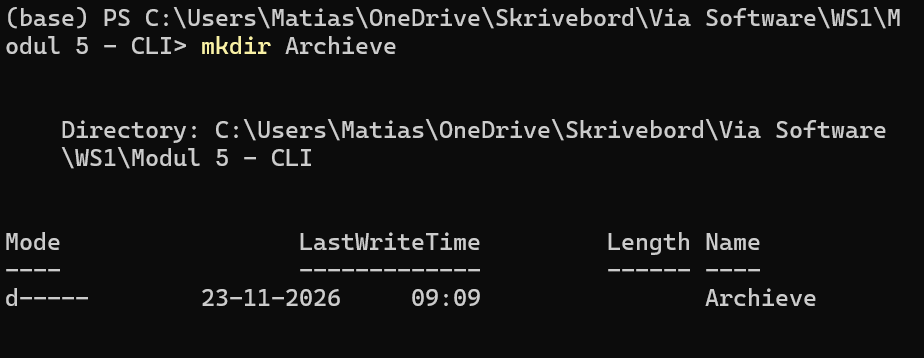 (base) PS C:\Users\Matias\OneDrive\Skrivebord\Via Software\WS1\M
odul 5 - CLI> mkdir Archieve
Directory: C:\Users\Matias\OneDrive\Skrivebord\Via Software
\WS1\Modul 5 - CLI
Mode LastWriteTime Length Name
---- ------------- ------ ----
d----- 23-11-2026 09:09 Archieve